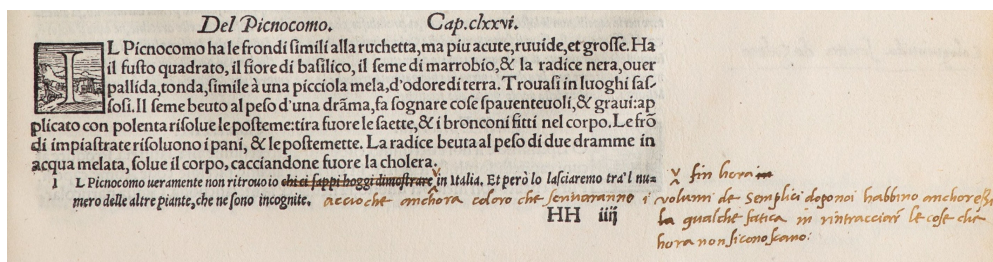 Del Picnocomo. Cap. clxxvi.
IL Picnocomo ha le frondi simili alla ruchetta, ma piu acute, ruuide, et grosse. Ha
il fusto quadrato, il fiore di basilico, il seme di marrobio, & la radice nera, ouer
pallida, tonda, simile à una picciola mela, d'odore di terra. Trouasi in luoghi sas-
sosi. Il seme beuto al peso d'una drãma, fa sognare cose spauenteuoli, & graui: ap
plicato con polenta risolue le posteme: tira fuore le saette, & i bronconi fitti nel corpo. Le frõ
di impiastrate risoluono i pani, & le postemette. La radice beuta al peso di due dramme in
acqua melata, solue il corpo, cacciandone fuore la cholera.
1 L Picnocomo ueramente non ritrouo io chi ci sappi hoggi dimostrare in Italia. Et però lo lasciaremo tra'l nu-
mero delle altre piante, che ne sono incognite. accioche anchora coloro che scriueranno i
HH iiij
fin hora
volumi de semplici dopo noi habbino anchor essi
la qualche fatica in rintracciare le cose che
hora non si conoscano: